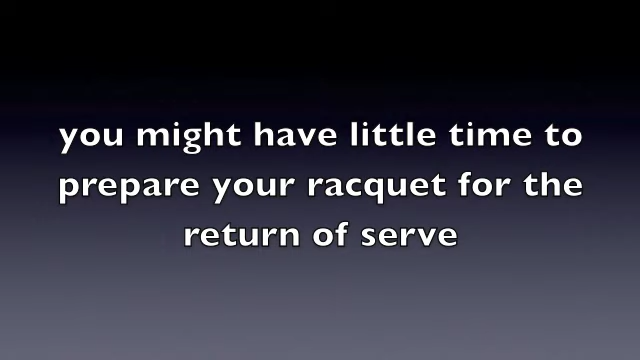 you might have little time to
prepare your racquet for the
return of serve